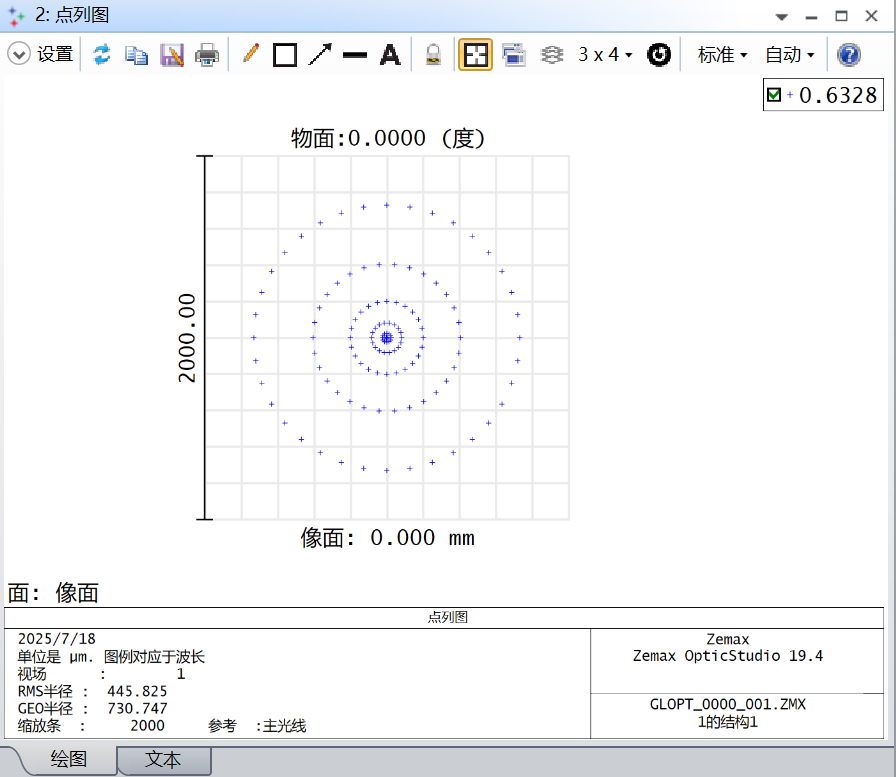 2: 点列图
设置
A
3 x 4
标准
自动
?
+ 0.6328
物面:0.0000 (度)
2000.00
像面: 0.000 mm
面: 像面
点列图
2025/7/18
单位是 µm. 图例对应于波长
视场 : 1
RMS半径 : 445.825
GEO半径 : 730.747
缩放条 : 2000 参考 :主光线
Zemax
Zemax OpticStudio 19.4
GLOPT_0000_001.ZMX
1的结构1
绘图
文本